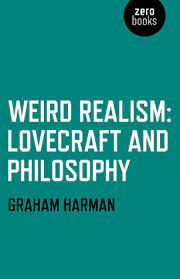 zero
books
WEIRD REALISM:
LOVECRAFT AND
PHILOSOPHY
GRAHAM HARMAN